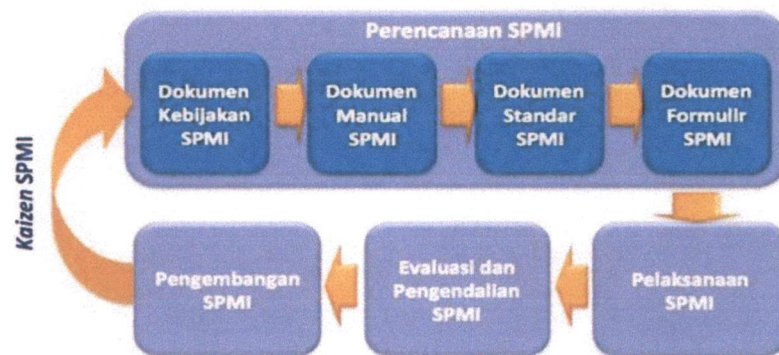 Perencanaan SPMI
Dokumen
Kebijakan
SPMI
Dokumen
Manual
SPMI
Dokumen
Standar
SPMI
Dokumen
Formulir
SPMI
Kaizen SPMI
Pengembangan
SPMI
Evaluasi dan
Pengendalian
SPMI
Pelaksanaan
SPMI